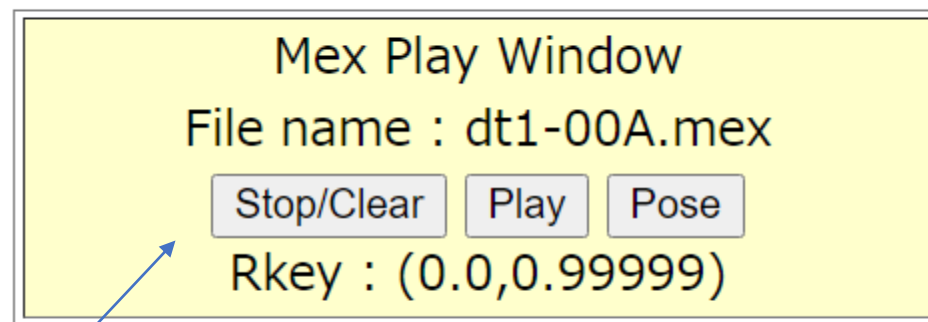 Mex Play Window
File name : dt1-00A.mex
Stop/Clear Play Pose
Rkey : (0.0,0.99999)